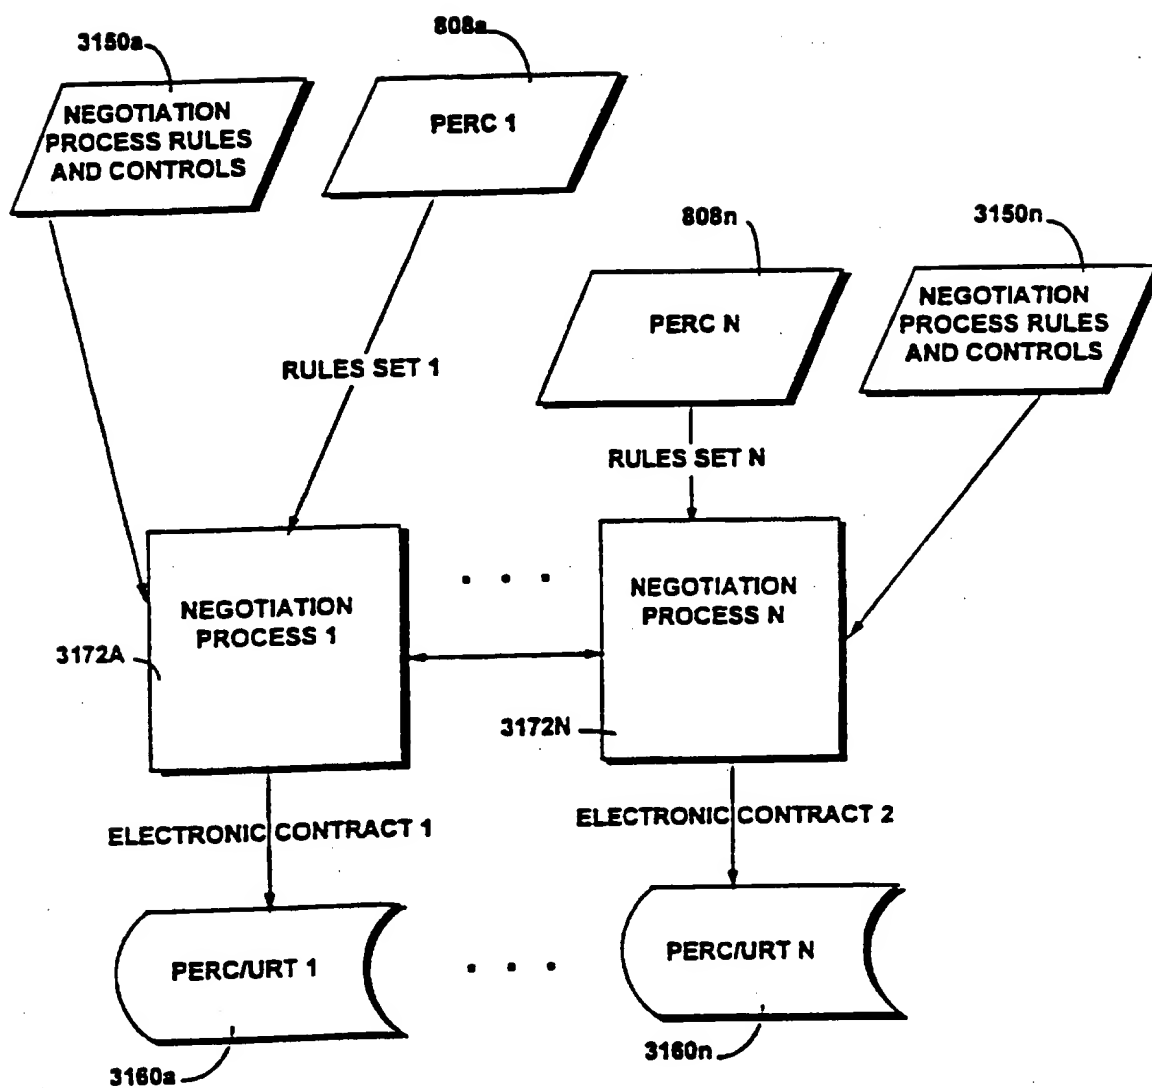 3150a
808a
NEGOTIATION
PROCESS RULES
AND CONTROLS
PERC 1
808n
3150n
PERC N
NEGOTIATION
PROCESS RULES
AND CONTROLS
RULES SET 1
RULES SET N
NEGOTIATION
PROCESS 1
NEGOTIATION
PROCESS N
3172A
3172N
ELECTRONIC CONTRACT 1
ELECTRONIC CONTRACT 2
PERC/URT 1
PERC/URT N
3160a
3160n